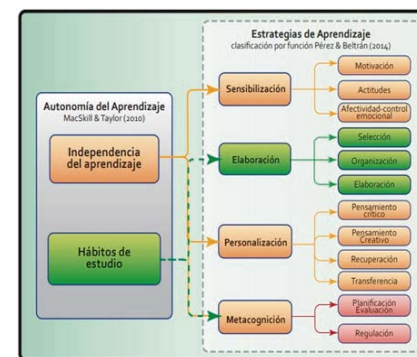 Estrategias de Aprendizaje
clasificación por función Pérez & Beltrán (2014)
Autonomía del Aprendizaje
MacSkill & Taylor (2010)
Independencia
del aprendizaje
Hábitos de
estudio
Sensibilización
Motivación
Actitudes
Afectividad-control
emocional
Elaboración
Selección
Organización
Elaboración
Personalización
Pensamiento
crítico
Pensamiento
Creativo
Recuperación
Transferencia
Metacognición
Planificación
Evaluación
Regulación